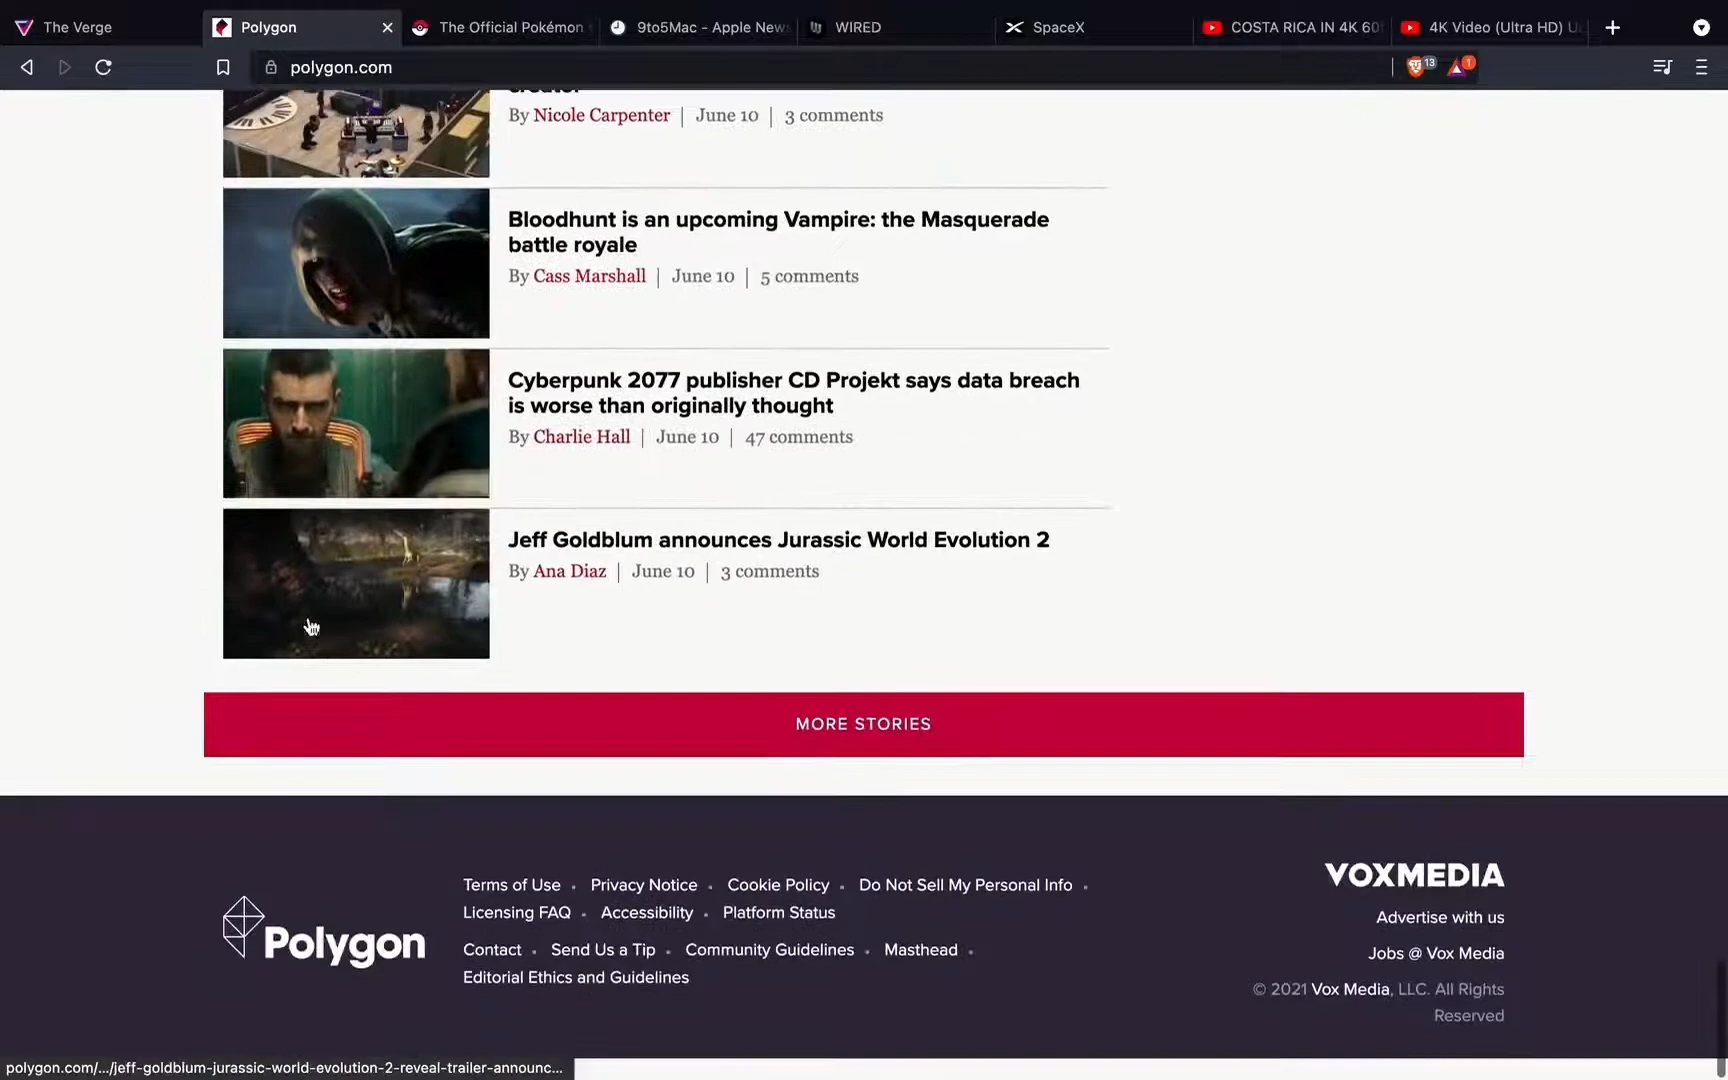 The Verge
Polygon
The Official Pokémon
9to5Mac - Apple New
WIRED
SpaceX
COSTA RICA IN 4K 60
4K Video (Ultra HD) U
polygon.com
13
1
creator
By Nicole Carpenter | June 10 | 3 comments
Bloodhunt is an upcoming Vampire: the Masquerade
battle royale
By Cass Marshall | June 10 | 5 comments
Cyberpunk 2077 publisher CD Projekt says data breach
is worse than originally thought
By Charlie Hall | June 10 | 47 comments
Jeff Goldblum announces Jurassic World Evolution 2
By Ana Diaz | June 10 | 3 comments
MORE STORIES
Polygon
Terms of Use • Privacy Notice • Cookie Policy • Do Not Sell My Personal Info •
Licensing FAQ • Accessibility • Platform Status
Contact • Send Us a Tip • Community Guidelines • Masthead •
Editorial Ethics and Guidelines
VOXMEDIA
Advertise with us
Jobs @ Vox Media
© 2021 Vox Media, LLC. All Rights
Reserved
polygon.com/.../jeff-goldblum-jurassic-world-evolution-2-reveal-trailer-announc...